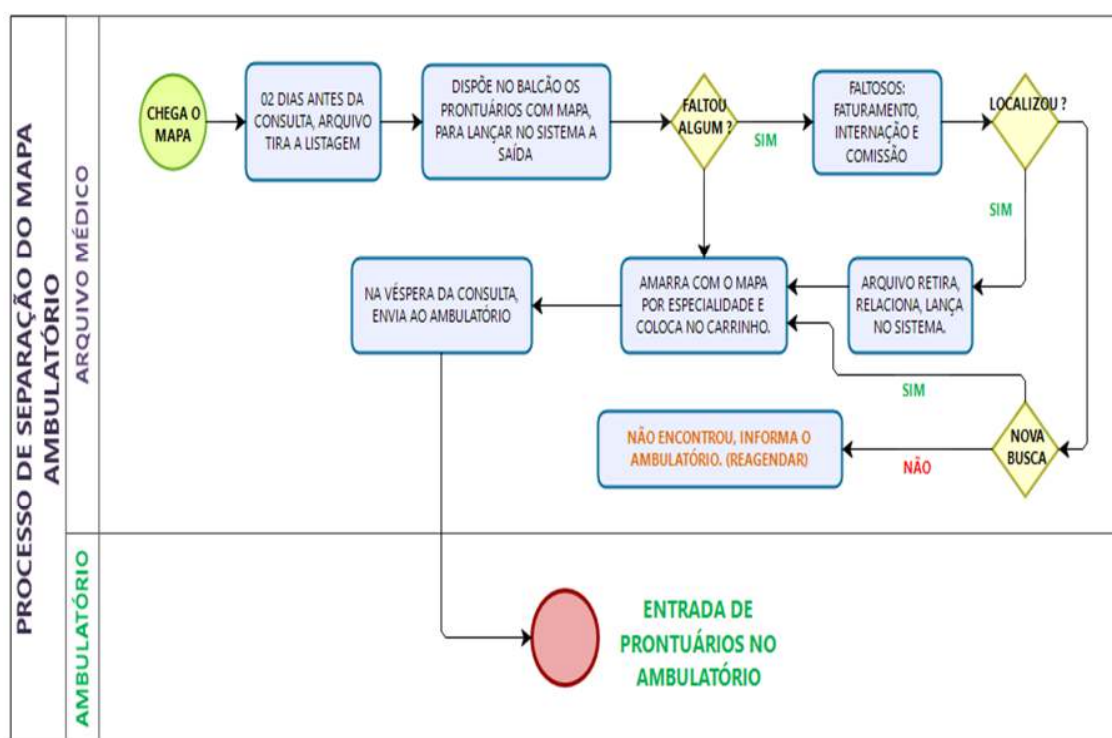 PROCESSO DE SEPARAÇÃO DO MAPA
AMBULATÓRIO
ARQUIVO MÉDICO
CHEGA O
MAPA
02 DIAS ANTES DA
CONSULTA, ARQUIVO
TIRA A LISTAGEM
DISPÕE NO BALCÃO OS
PRONTUÁRIOS COM MAPA,
PARA LANÇAR NO SISTEMA A
SAÍDA
FALTOU
ALGUM ?
SIM
FALTOSOS:
FATURAMENTO,
INTERNAÇÃO E
COMISSÃO
LOCALIZOU ?
SIM
ARQUIVO RETIRA,
RELACIONA, LANÇA
NO SISTEMA.
AMARRA COM O MAPA
POR ESPECIALIDADE E
COLOCA NO CARRINHO.
NA VÉSPERA DA CONSULTA,
ENVIA AO AMBULATÓRIO
SIM
NOVA
BUSCA
NÃO
NÃO ENCONTROU, INFORMA O
AMBULATÓRIO. (REAGENDAR)
AMBULATÓRIO
ENTRADA DE
PRONTUÁRIOS NO
AMBULATÓRIO